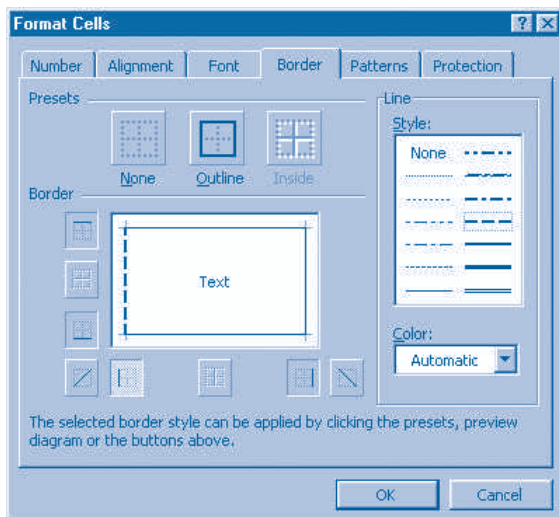 Format Cells
Number Alignment Font Border Patterns Protection
Presets
None Outline Inside
Border
Text
Line
Style:
None
Color:
Automatic
The selected border style can be applied by clicking the presets, preview
diagram or the buttons above.
OK Cancel